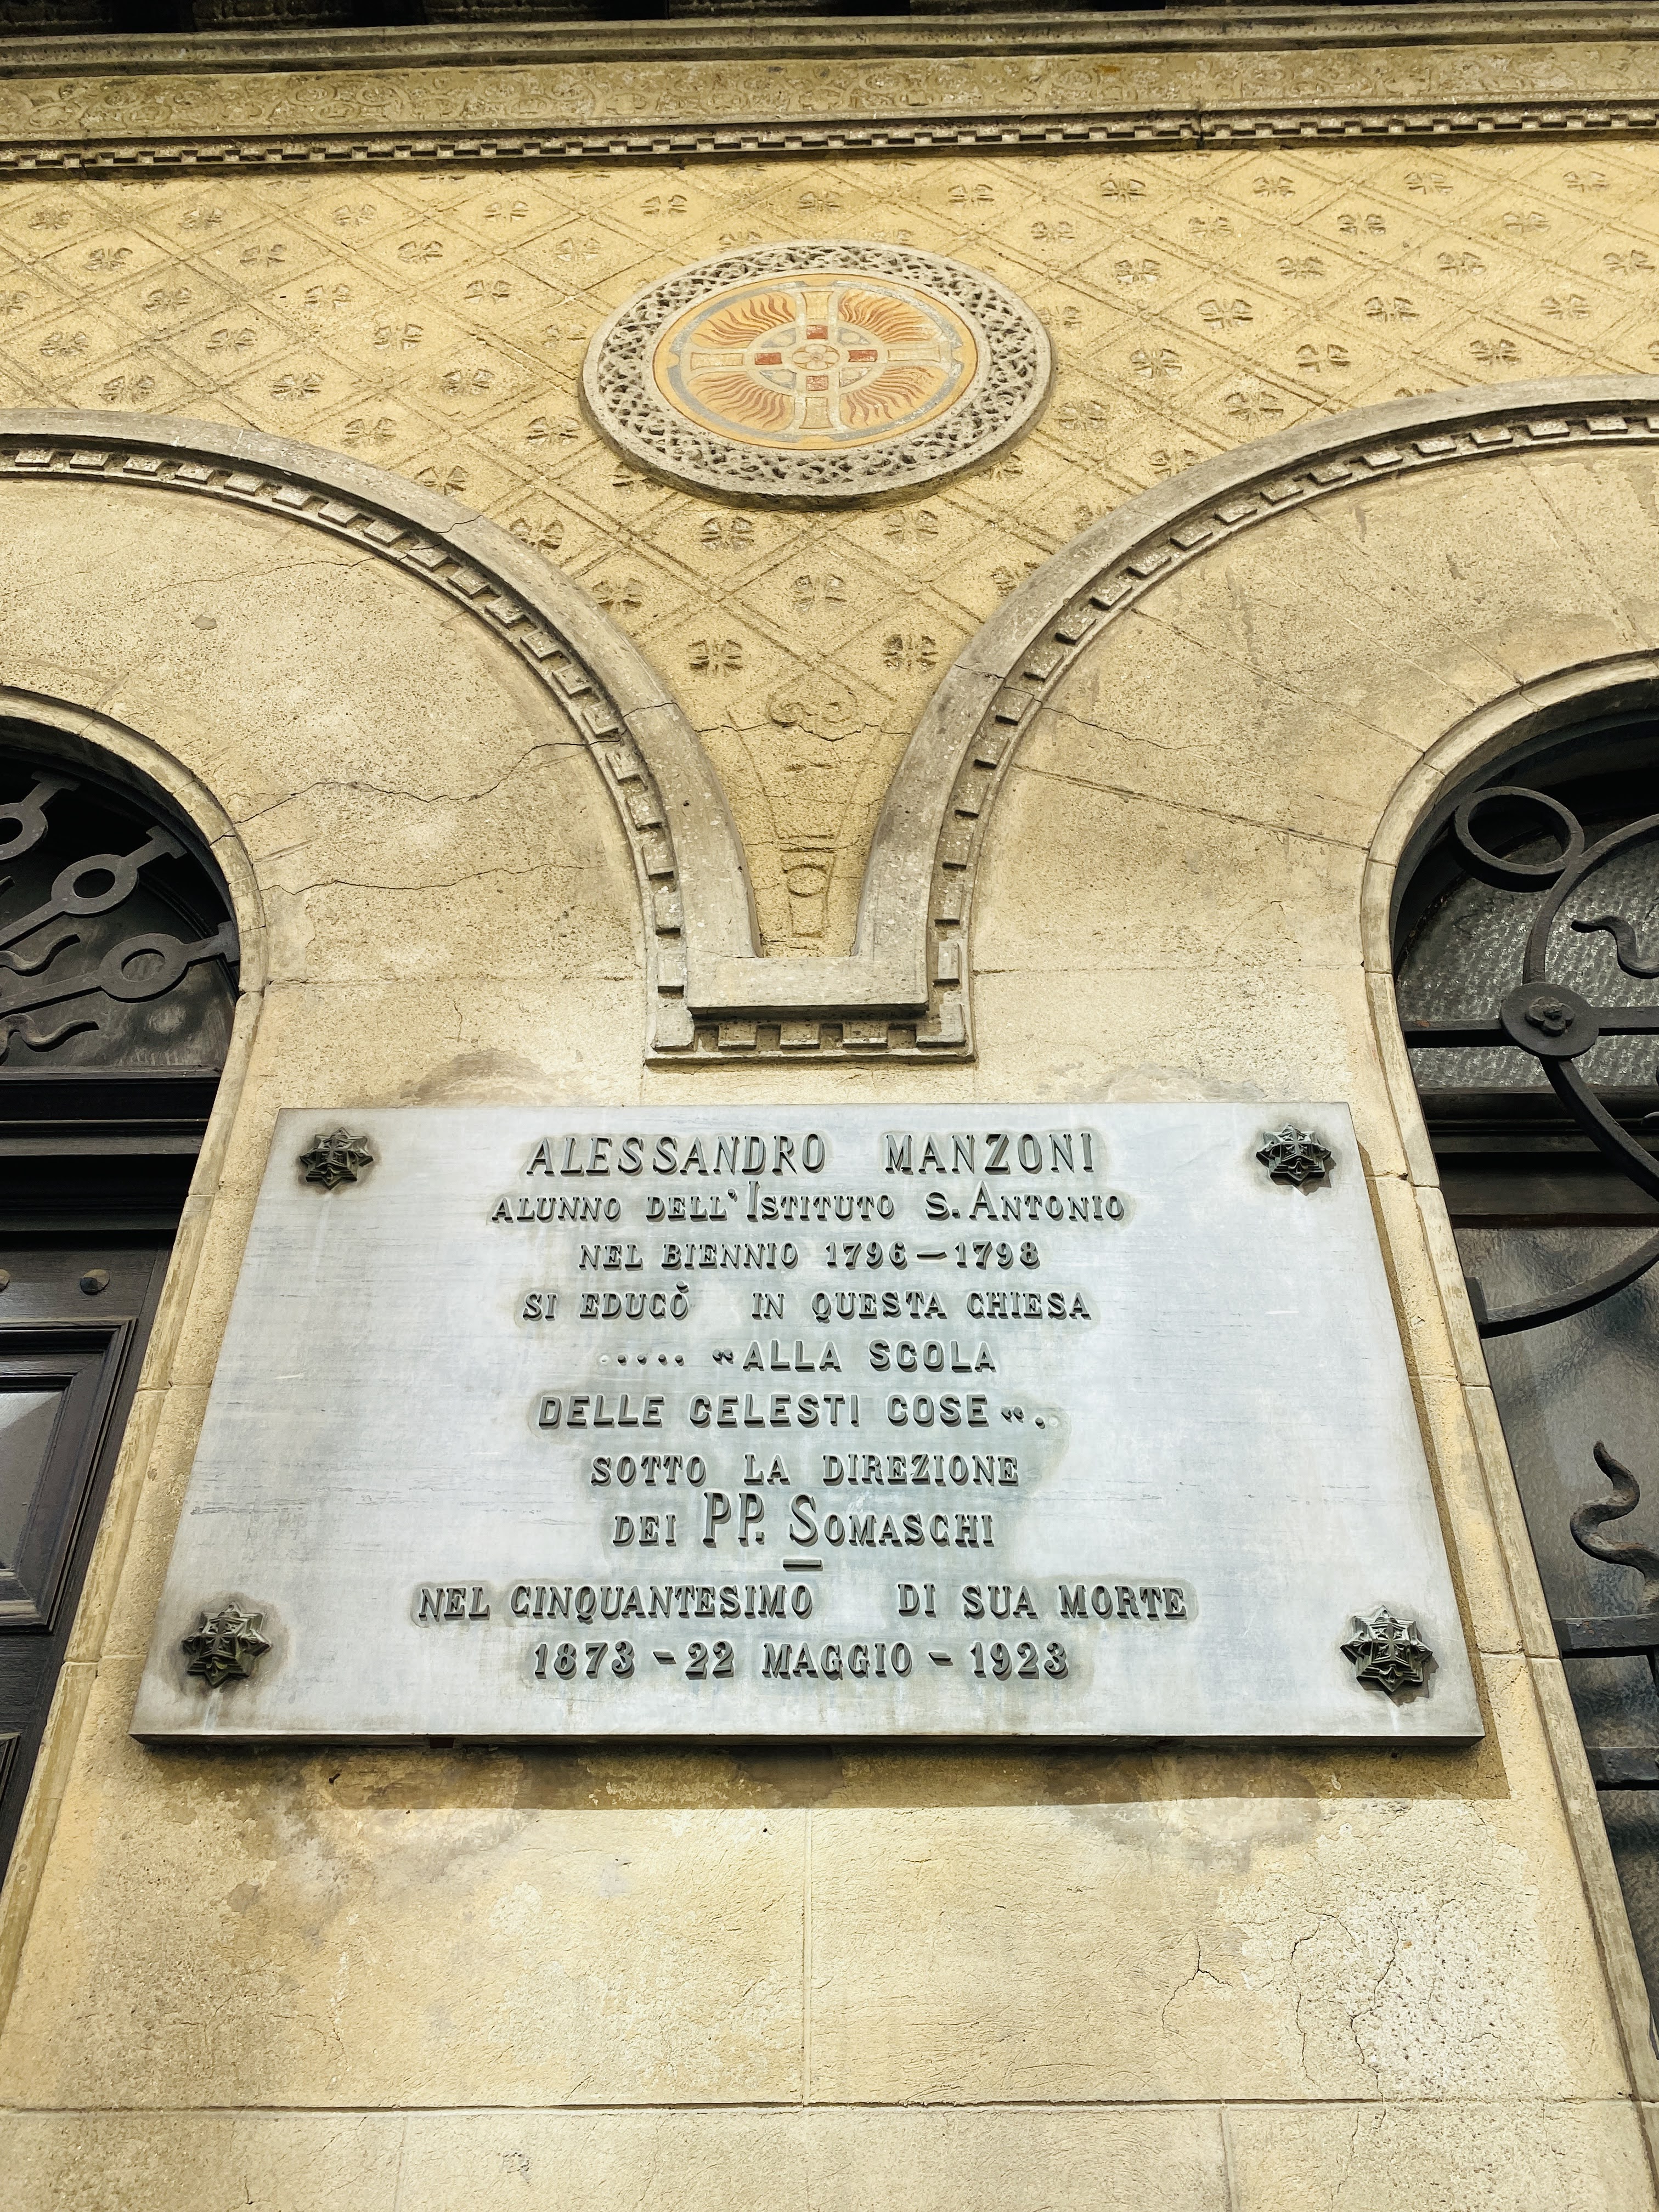 ALESSANDRO MANZONI
ALUNNO DELL'ISTITUTO S. ANTONIO
NEL BIENNIO 1796-1798
SI EDUCÒ IN QUESTA CHIESA
..... «ALLA SCOLA
DELLE CELESTI COSE«.
SOTTO LA DIREZIONE
DEI PP. SOMASCHI
—
NEL CINQUANTESIMO DI SUA MORTE
1873 - 22 MAGGIO - 1923